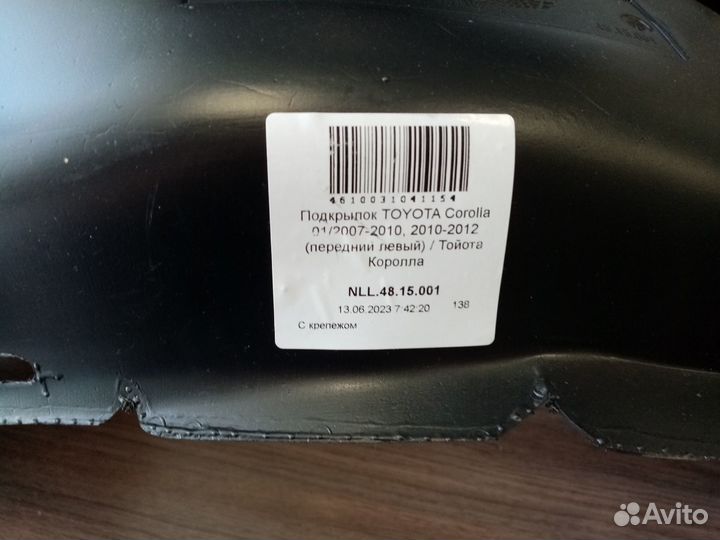 4610031041154
Подкрылок TOYOTA Corolla
01/2007-2010, 2010-2012
(передний левый) / Тойота
Королла
NLL.48.15.001
13.06.2023 7:42:20 138
С крепежом
Avito